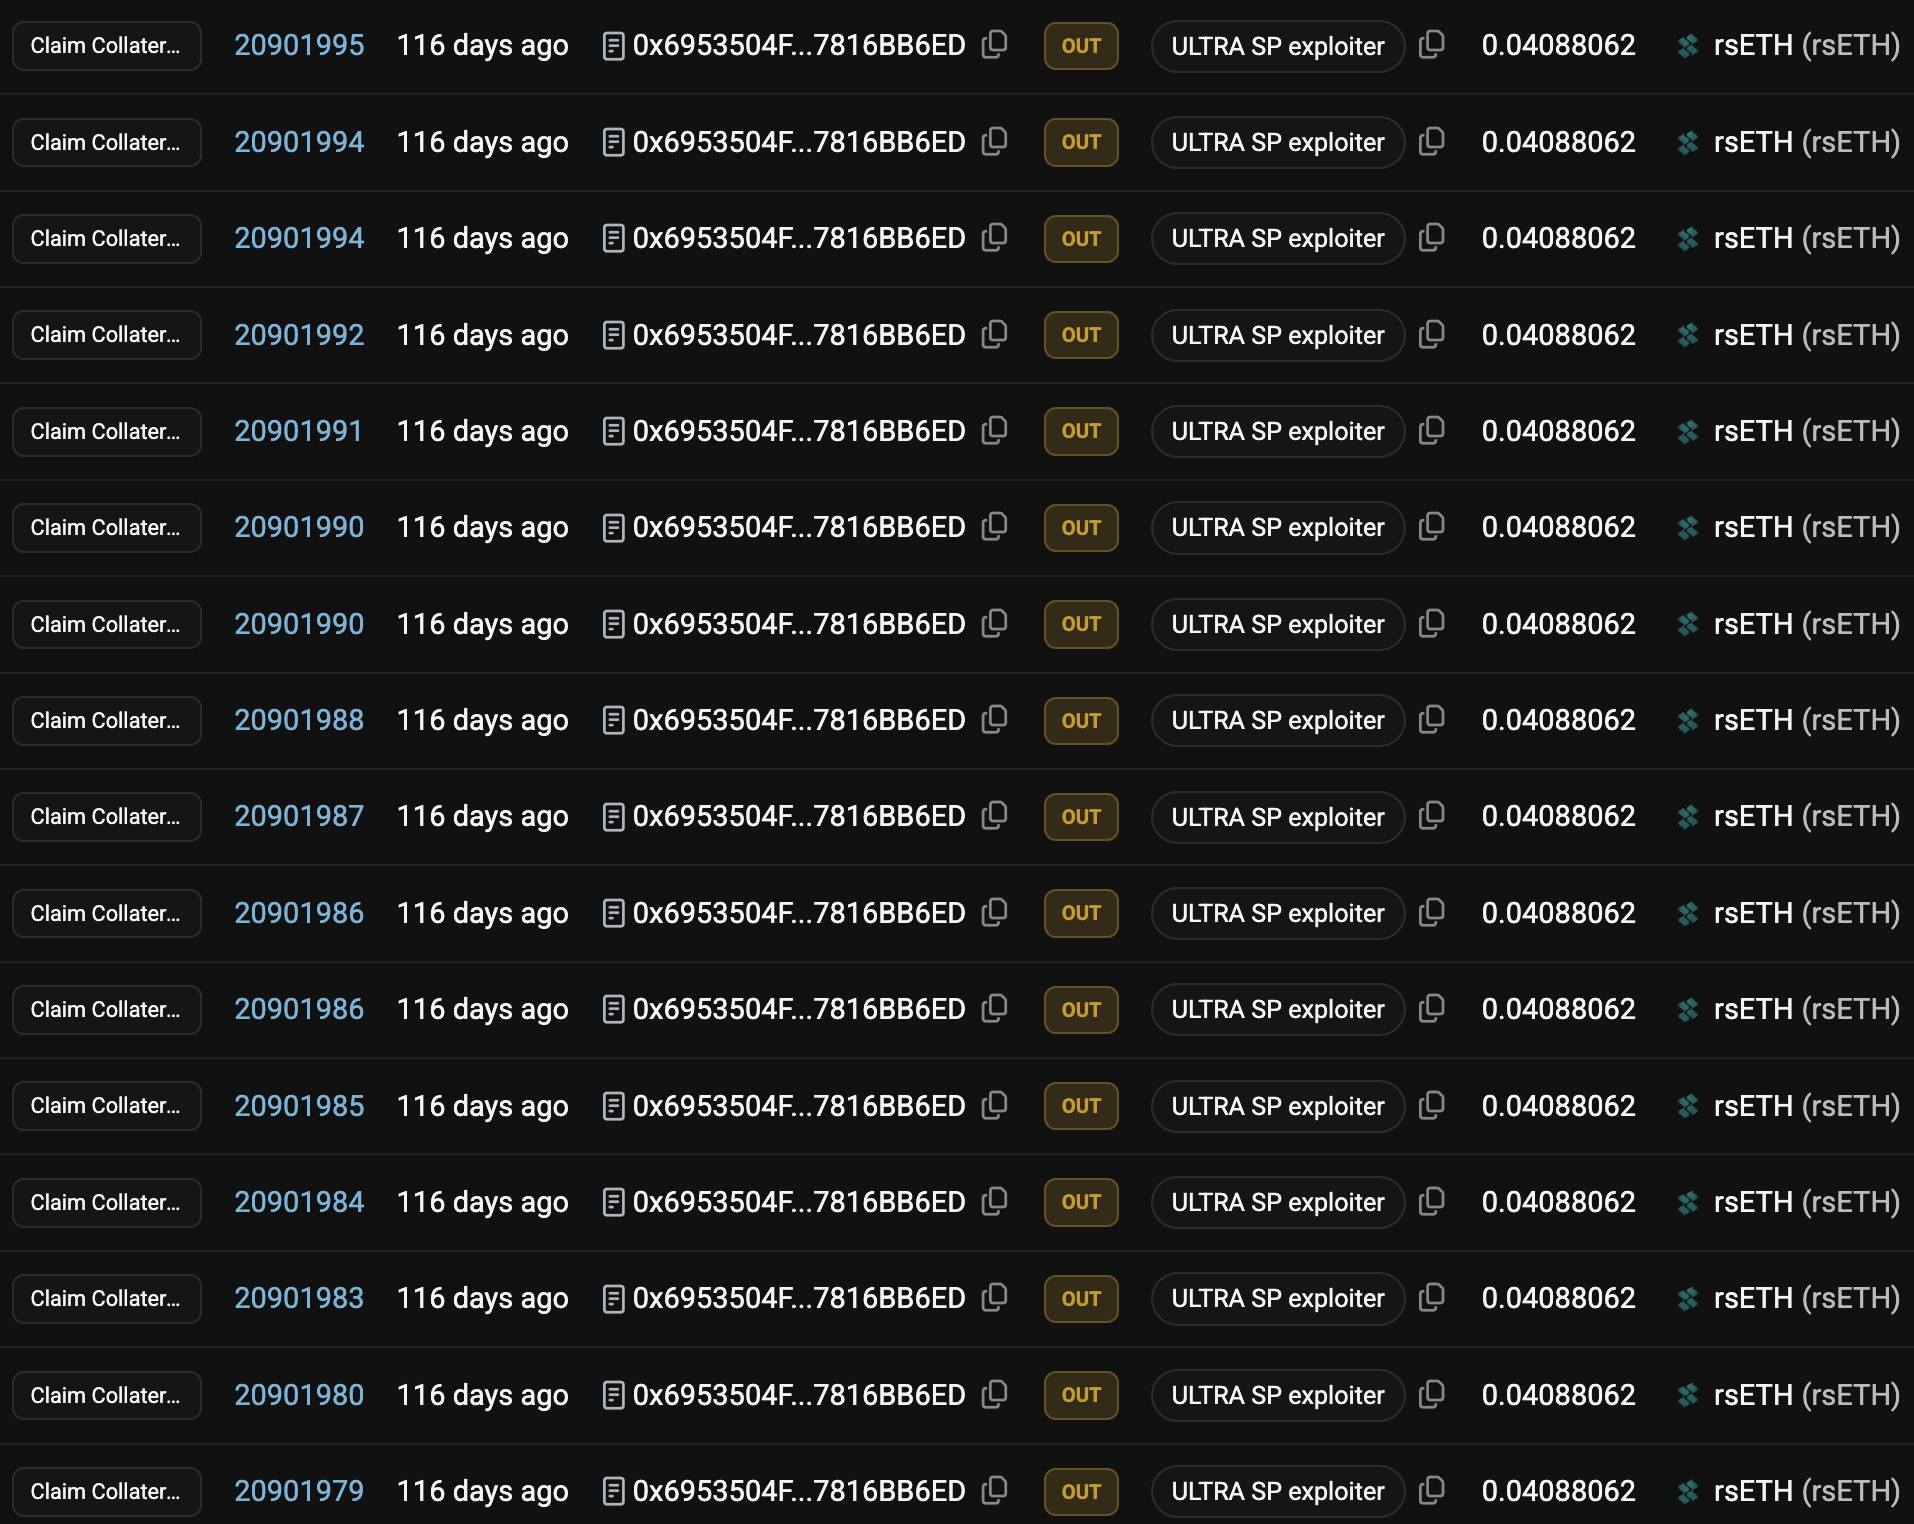 Claim Collater... 20901995 116 days ago 0x6953504F...7816BB6ED OUT ULTRA SP exploiter 0.04088062 rsETH (rsETH)
Claim Collater... 20901994 116 days ago 0x6953504F...7816BB6ED OUT ULTRA SP exploiter 0.04088062 rsETH (rsETH)
Claim Collater... 20901994 116 days ago 0x6953504F...7816BB6ED OUT ULTRA SP exploiter 0.04088062 rsETH (rsETH)
Claim Collater... 20901992 116 days ago 0x6953504F...7816BB6ED OUT ULTRA SP exploiter 0.04088062 rsETH (rsETH)
Claim Collater... 20901991 116 days ago 0x6953504F...7816BB6ED OUT ULTRA SP exploiter 0.04088062 rsETH (rsETH)
Claim Collater... 20901990 116 days ago 0x6953504F...7816BB6ED OUT ULTRA SP exploiter 0.04088062 rsETH (rsETH)
Claim Collater... 20901990 116 days ago 0x6953504F...7816BB6ED OUT ULTRA SP exploiter 0.04088062 rsETH (rsETH)
Claim Collater... 20901988 116 days ago 0x6953504F...7816BB6ED OUT ULTRA SP exploiter 0.04088062 rsETH (rsETH)
Claim Collater... 20901987 116 days ago 0x6953504F...7816BB6ED OUT ULTRA SP exploiter 0.04088062 rsETH (rsETH)
Claim Collater... 20901986 116 days ago 0x6953504F...7816BB6ED OUT ULTRA SP exploiter 0.04088062 rsETH (rsETH)
Claim Collater... 20901986 116 days ago 0x6953504F...7816BB6ED OUT ULTRA SP exploiter 0.04088062 rsETH (rsETH)
Claim Collater... 20901985 116 days ago 0x6953504F...7816BB6ED OUT ULTRA SP exploiter 0.04088062 rsETH (rsETH)
Claim Collater... 20901984 116 days ago 0x6953504F...7816BB6ED OUT ULTRA SP exploiter 0.04088062 rsETH (rsETH)
Claim Collater... 20901983 116 days ago 0x6953504F...7816BB6ED OUT ULTRA SP exploiter 0.04088062 rsETH (rsETH)
Claim Collater... 20901980 116 days ago 0x6953504F...7816BB6ED OUT ULTRA SP exploiter 0.04088062 rsETH (rsETH)
Claim Collater... 20901979 116 days ago 0x6953504F...7816BB6ED OUT ULTRA SP exploiter 0.04088062 rsETH (rsETH)